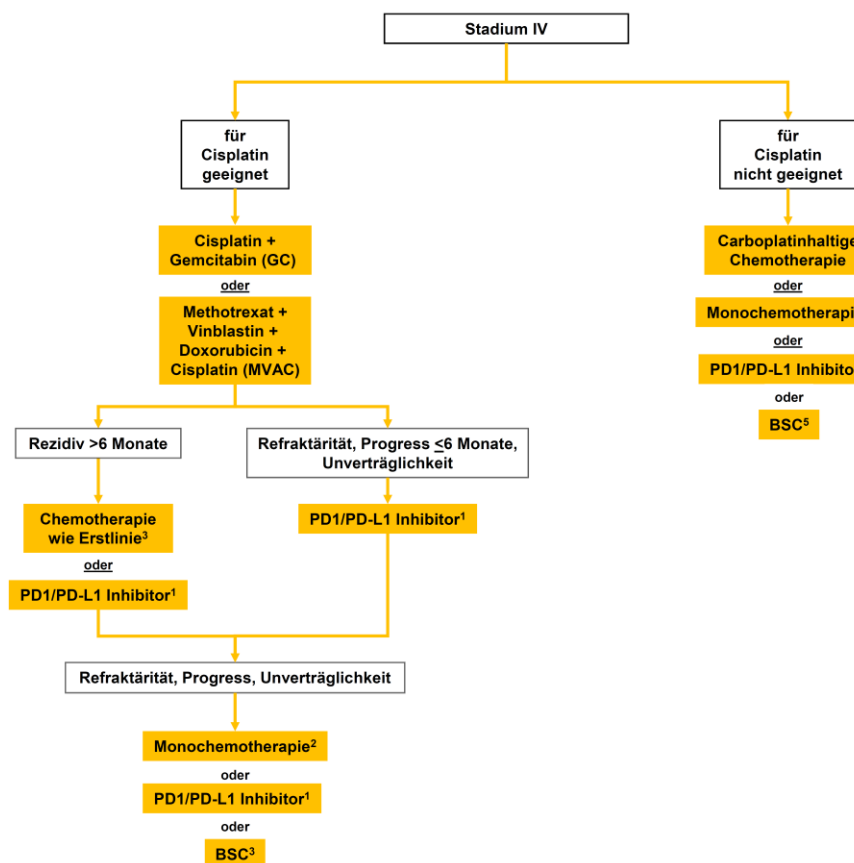 Stadium IV
für
Cisplatin
geeignet
für
Cisplatin
nicht geeignet
Cisplatin +
Gemcitabin (GC)
oder
Methotrexat +
Vinblastin +
Doxorubicin +
Cisplatin (MVAC)
Carboplatinhaltige
Chemotherapie
oder
Monochemotherapi
oder
PD1/PD-L1 Inhibito
oder
BSC⁵
Rezidiv >6 Monate
Refraktärität, Progress ≤6 Monate,
Unverträglichkeit
Chemotherapie
wie Erstlinie³
oder
PD1/PD-L1 Inhibitor¹
PD1/PD-L1 Inhibitor¹
Refraktärität, Progress, Unverträglichkeit
Monochemotherapie²
oder
PD1/PD-L1 Inhibitor¹
oder
BSC³